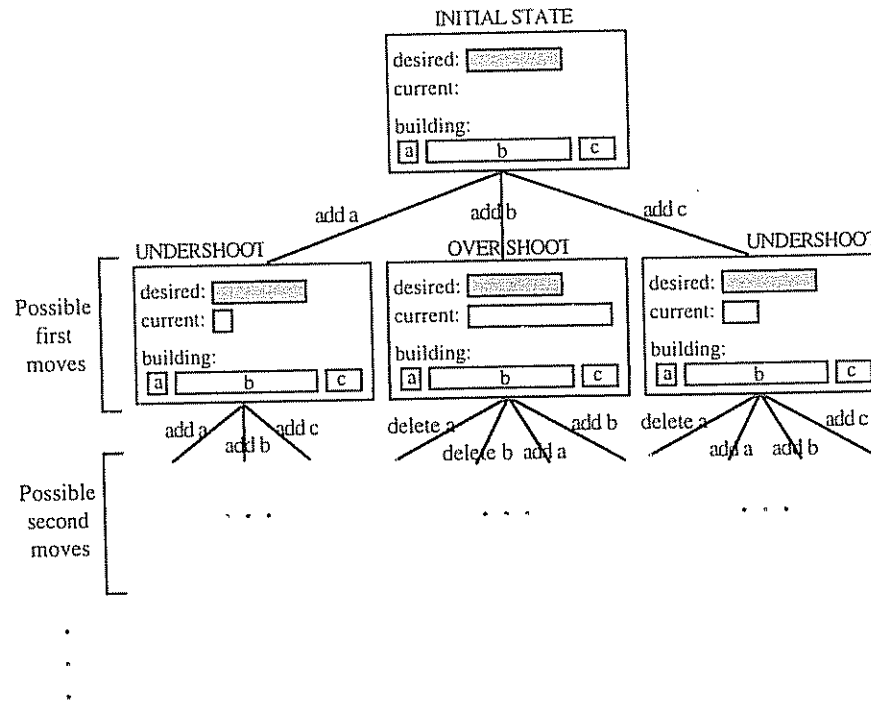 INITIAL STATE
desired:
current:
building:
a b c
add a add b add c
UNDERSHOOT OVERSHOOT UNDERSHOOT
Possible
first
moves
desired:
current:
building:
a b c
desired:
current:
building:
a b c
desired:
current:
building:
a b c
add a add b add c
delete a delete b add a add b
delete a add a add b add c
Possible
second
moves
. . .
. . .
. . .